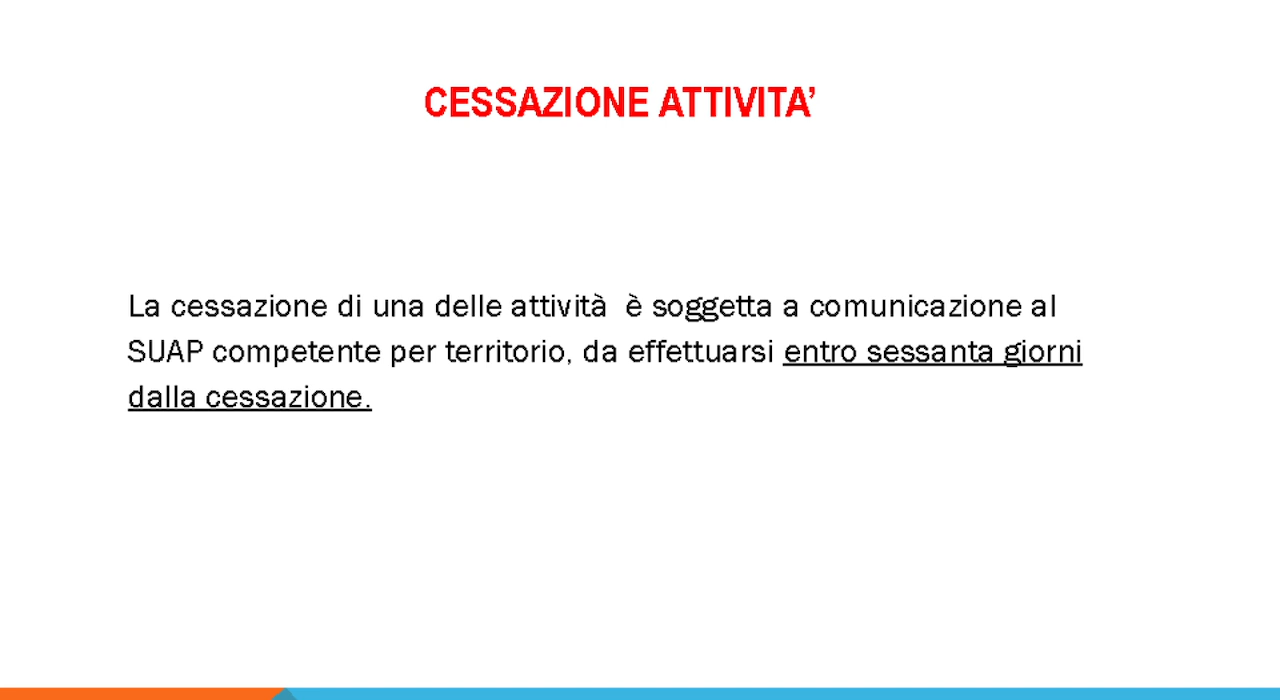 CESSAZIONE ATTIVITA’
La cessazione di una delle attività  è soggetta a comunicazione al
SUAP competente per territorio, da effettuarsi entro sessanta giorni
dalla cessazione.